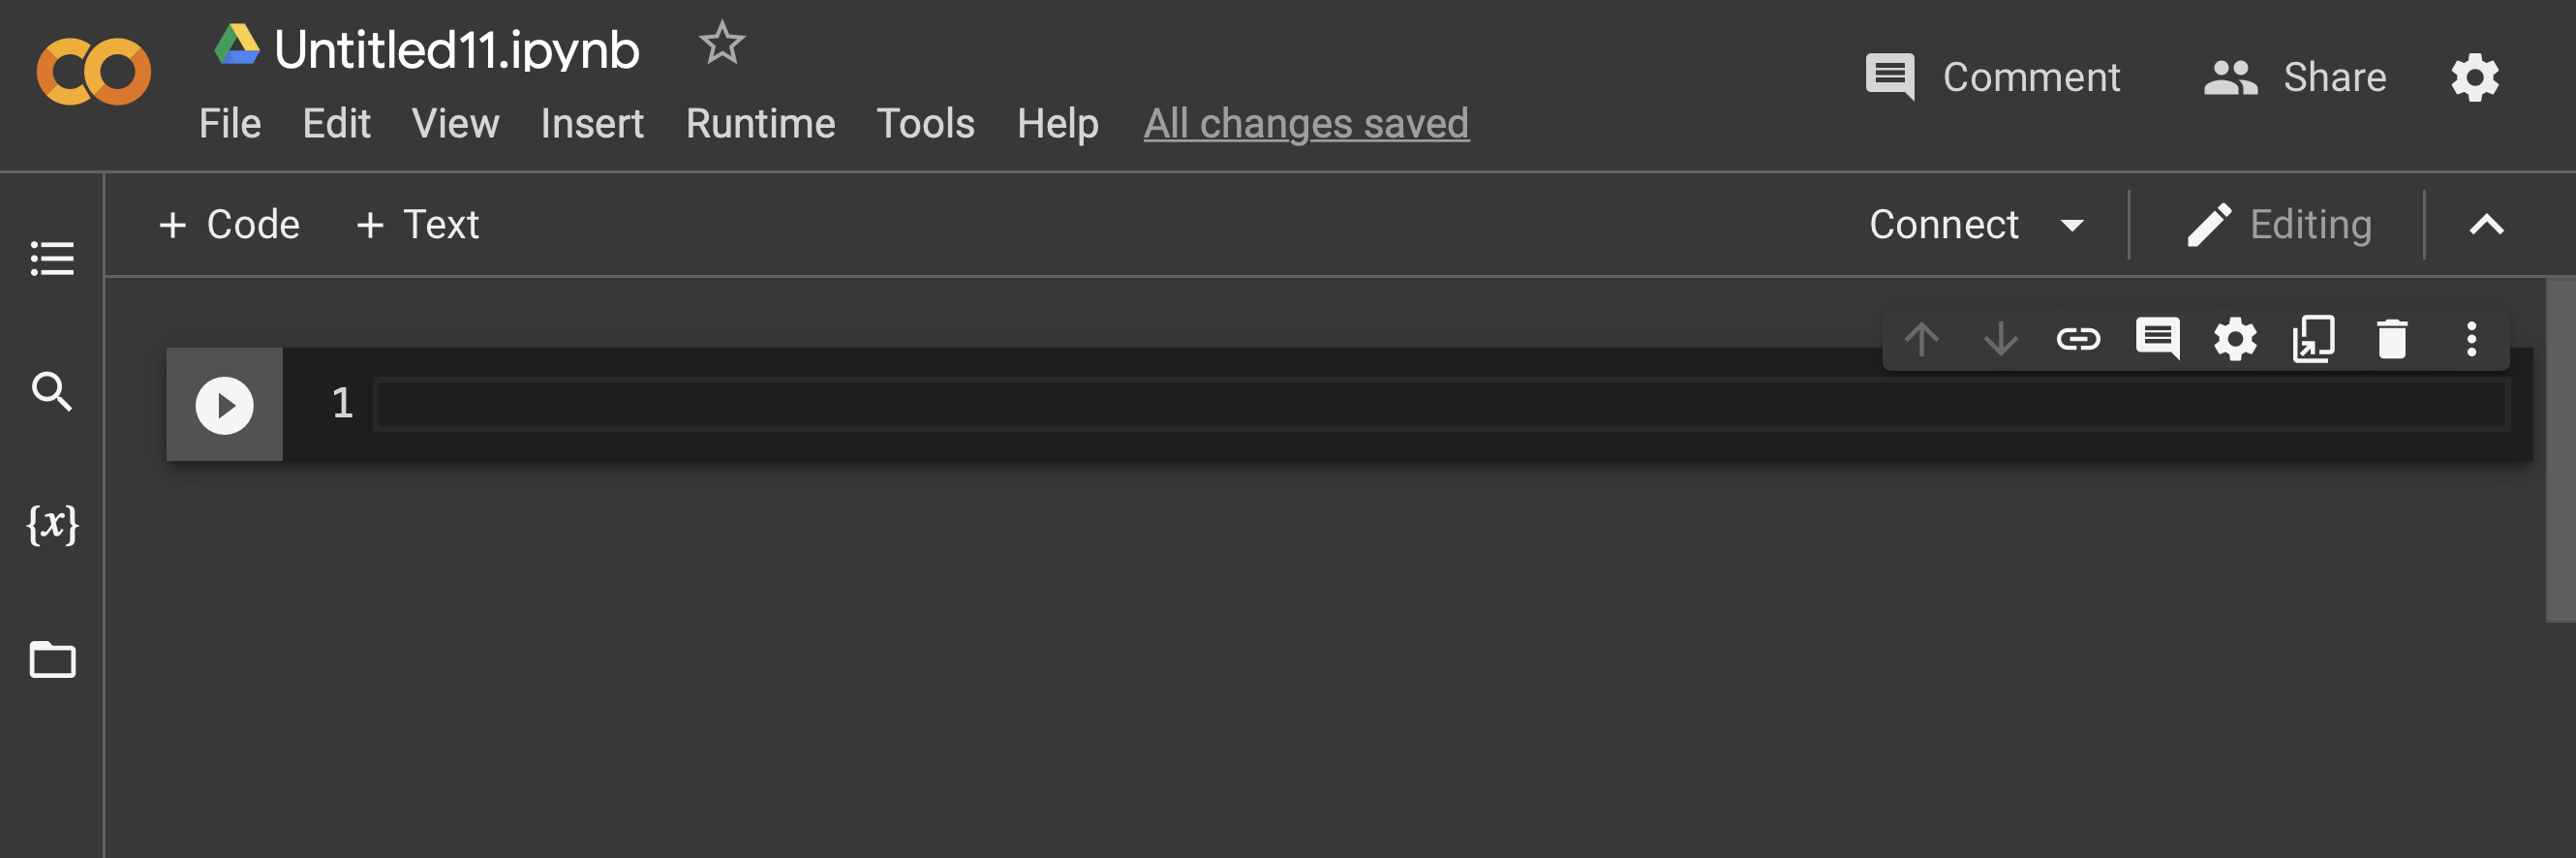 Untitled11.ipynb
Comment
Share
File Edit View Insert Runtime Tools Help All changes saved
+ Code + Text
Connect
Editing
1
{x}